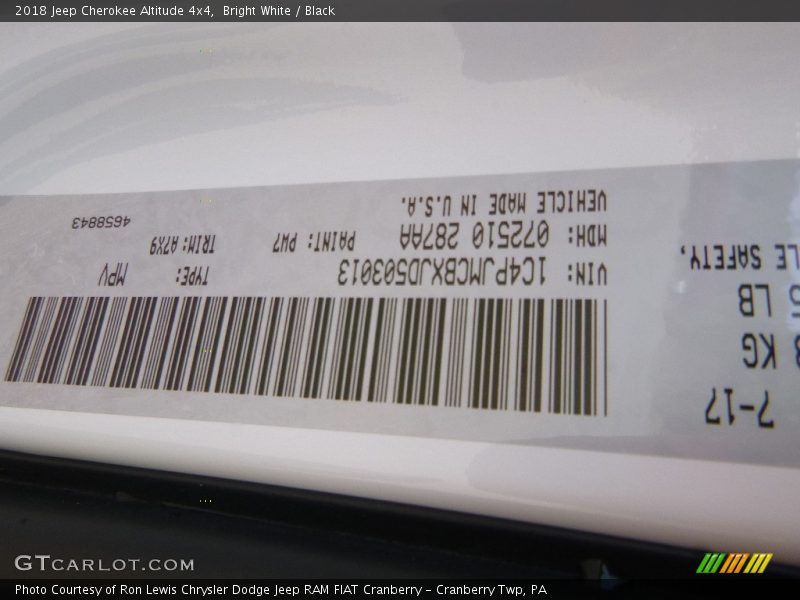 2018 Jeep Cherokee Altitude 4x4, Bright White / Black
7-17
KG
LB
LE SAFETY.
VIN: 1C4PJMCBXJD503013
TYPE: MPV
MDH: 072510 287AA
PAINT: PW7
TRIM: A7X9
VEHICLE MADE IN U.S.A.
4658843
GTCARLOT.COM
Photo Courtesy of Ron Lewis Chrysler Dodge Jeep RAM FIAT Cranberry – Cranberry Twp, PA